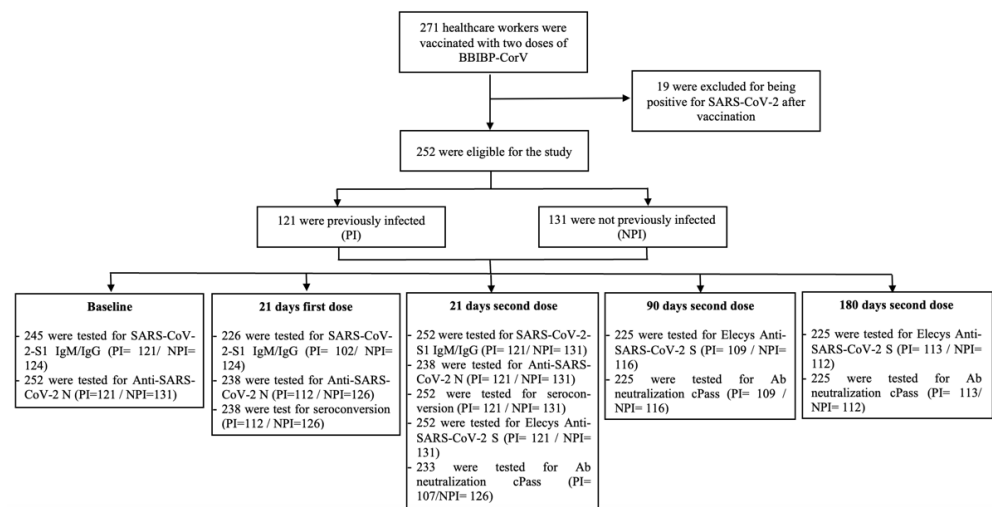 271 healthcare workers were
vaccinated with two doses of
BBIBP-CorV
19 were excluded for being
positive for SARS-CoV-2 after
vaccination
252 were eligible for the study
121 were previously infected
(PI)
131 were not previously infected
(NPI)
Baseline
- 245 were tested for SARS-CoV-
2-S1 IgM/IgG (PI= 121/ NPI=
124)
- 252 were tested for Anti-SARS-
CoV-2 N (PI=121 / NPI=131)
21 days first dose
- 226 were tested for SARS-CoV-
2-S1 IgM/IgG (PI= 102/ NPI=
124)
- 238 were tested for Anti-SARS-
CoV-2 N (PI=112 / NPI=126)
- 238 were test for seroconversion
(PI=112 / NPI=126)
21 days second dose
- 252 were tested for SARS-CoV-2-
S1 IgM/IgG (PI= 121/ NPI= 131)
- 238 were tested for Anti-SARS-
CoV-2 N (PI= 121 / NPI= 131)
- 252 were tested for serocon-
version (PI= 121 / NPI= 131)
- 252 were tested for Elecys Anti-
SARS-CoV-2 S (PI= 121 / NPI=
131)
- 233 were tested for Ab
neutralization cPass (PI=
107/NPI= 126)
90 days second dose
- 225 were tested for Elecys Anti-
SARS-CoV-2 S (PI= 109 / NPI=
116)
- 225 were tested for Ab
neutralization cPass (PI= 109 /
NPI= 116)
180 days second dose
- 225 were tested for Elecys Anti-
SARS-CoV-2 S (PI= 113 / NPI=
112)
- 225 were tested for Ab
neutralization cPass (PI= 113/
NPI= 112)